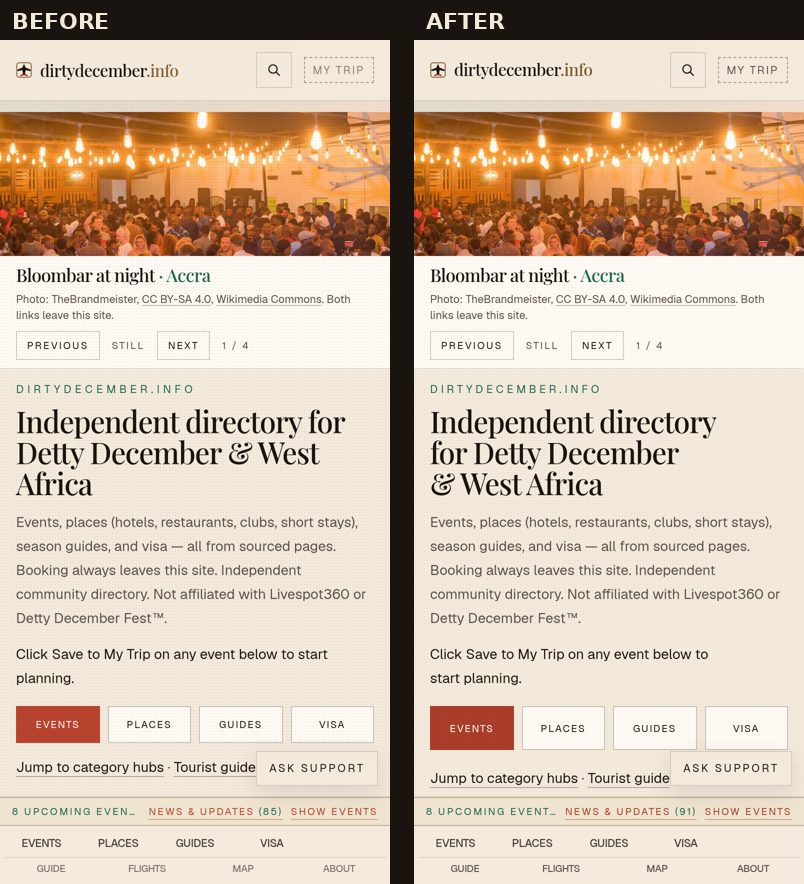 BEFORE
dirtydecember.info
MY TRIP
Bloombar at night · Accra
Photo: TheBrandmeister, CC BY-SA 4.0, Wikimedia Commons. Both
links leave this site.
PREVIOUS STILL NEXT 1 / 4
DIRTYDECEMBER.INFO
Independent directory for
Detty December & West
Africa
Events, places (hotels, restaurants, clubs, short stays),
season guides, and visa — all from sourced pages.
Booking always leaves this site. Independent
community directory. Not affiliated with Livespot360 or
Detty December Fest™.
Click Save to My Trip on any event below to start
planning.
EVENTS PLACES GUIDES VISA
Jump to category hubs · Tourist guide
ASK SUPPORT
8 UPCOMING EVEN… NEWS & UPDATES (85) SHOW EVENTS
EVENTS PLACES GUIDES VISA
GUIDE FLIGHTS MAP ABOUT
AFTER
dirtydecember.info
MY TRIP
Bloombar at night · Accra
Photo: TheBrandmeister, CC BY-SA 4.0, Wikimedia Commons. Both
links leave this site.
PREVIOUS STILL NEXT 1 / 4
DIRTYDECEMBER.INFO
Independent directory
for Detty December
& West Africa
Events, places (hotels, restaurants, clubs, short stays),
season guides, and visa — all from sourced pages.
Booking always leaves this site. Independent
community directory. Not affiliated with Livespot360 or
Detty December Fest™.
Click Save to My Trip on any event below to
start planning.
EVENTS PLACES GUIDES VISA
Jump to category hubs · Tourist guide
ASK SUPPORT
8 UPCOMING EVENT… NEWS & UPDATES (91) SHOW EVENTS
EVENTS PLACES GUIDES VISA
GUIDE FLIGHTS MAP ABOUT